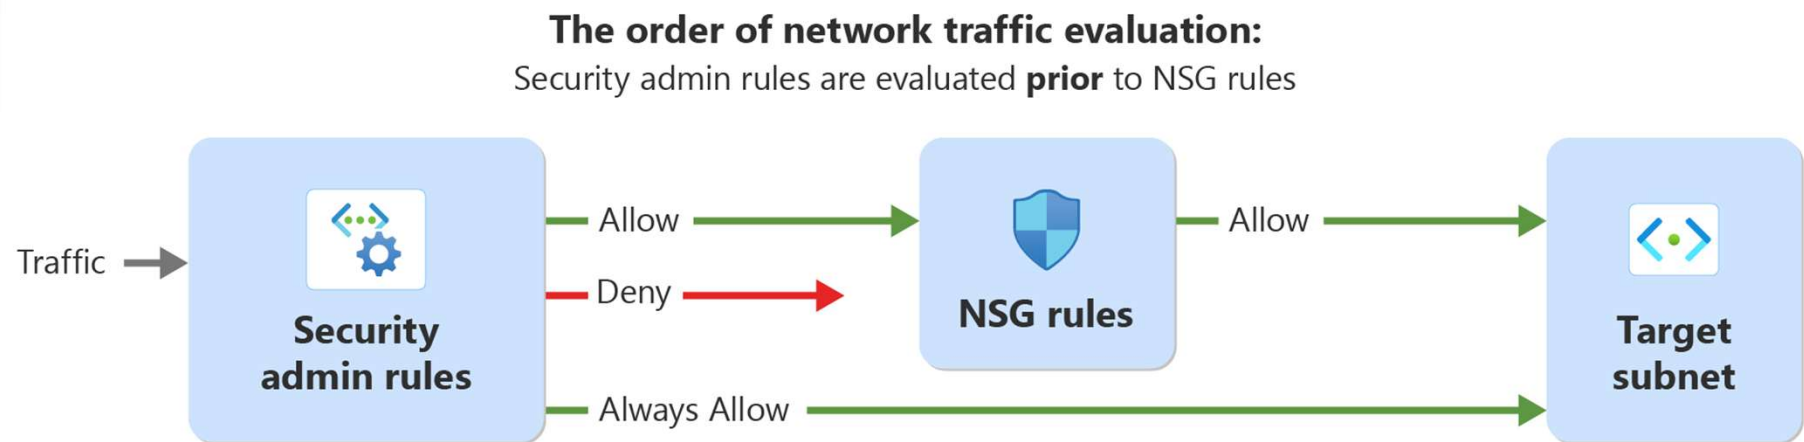 The order of network traffic evaluation:
Security admin rules are evaluated prior to NSG rules
Traffic
Security
admin rules
Allow
Deny
Always Allow
NSG rules
Allow
Target
subnet